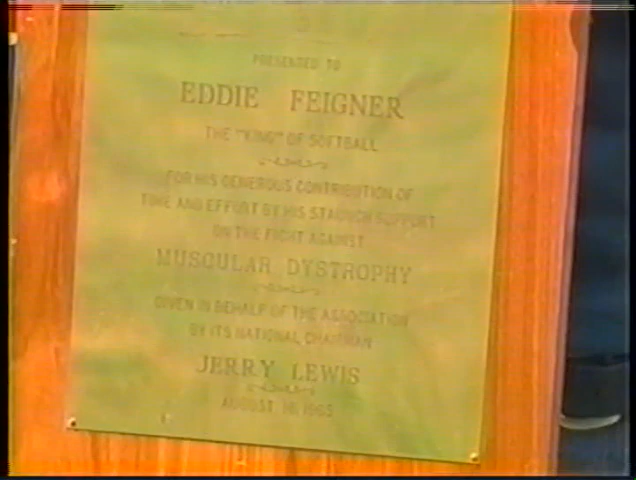 PRESENTED TO
EDDIE FEIGNER
THE "KING" OF SOFTBALL
FOR HIS GENEROUS CONTRIBUTION OF
TIME AND EFFORT BY HIS STAUNCH SUPPORT
ON THE FIGHT AGAINST
MUSCULAR DYSTROPHY
GIVEN IN BEHALF OF THE ASSOCIATION
BY ITS NATIONAL CHAIRMAN
JERRY LEWIS
AUGUST